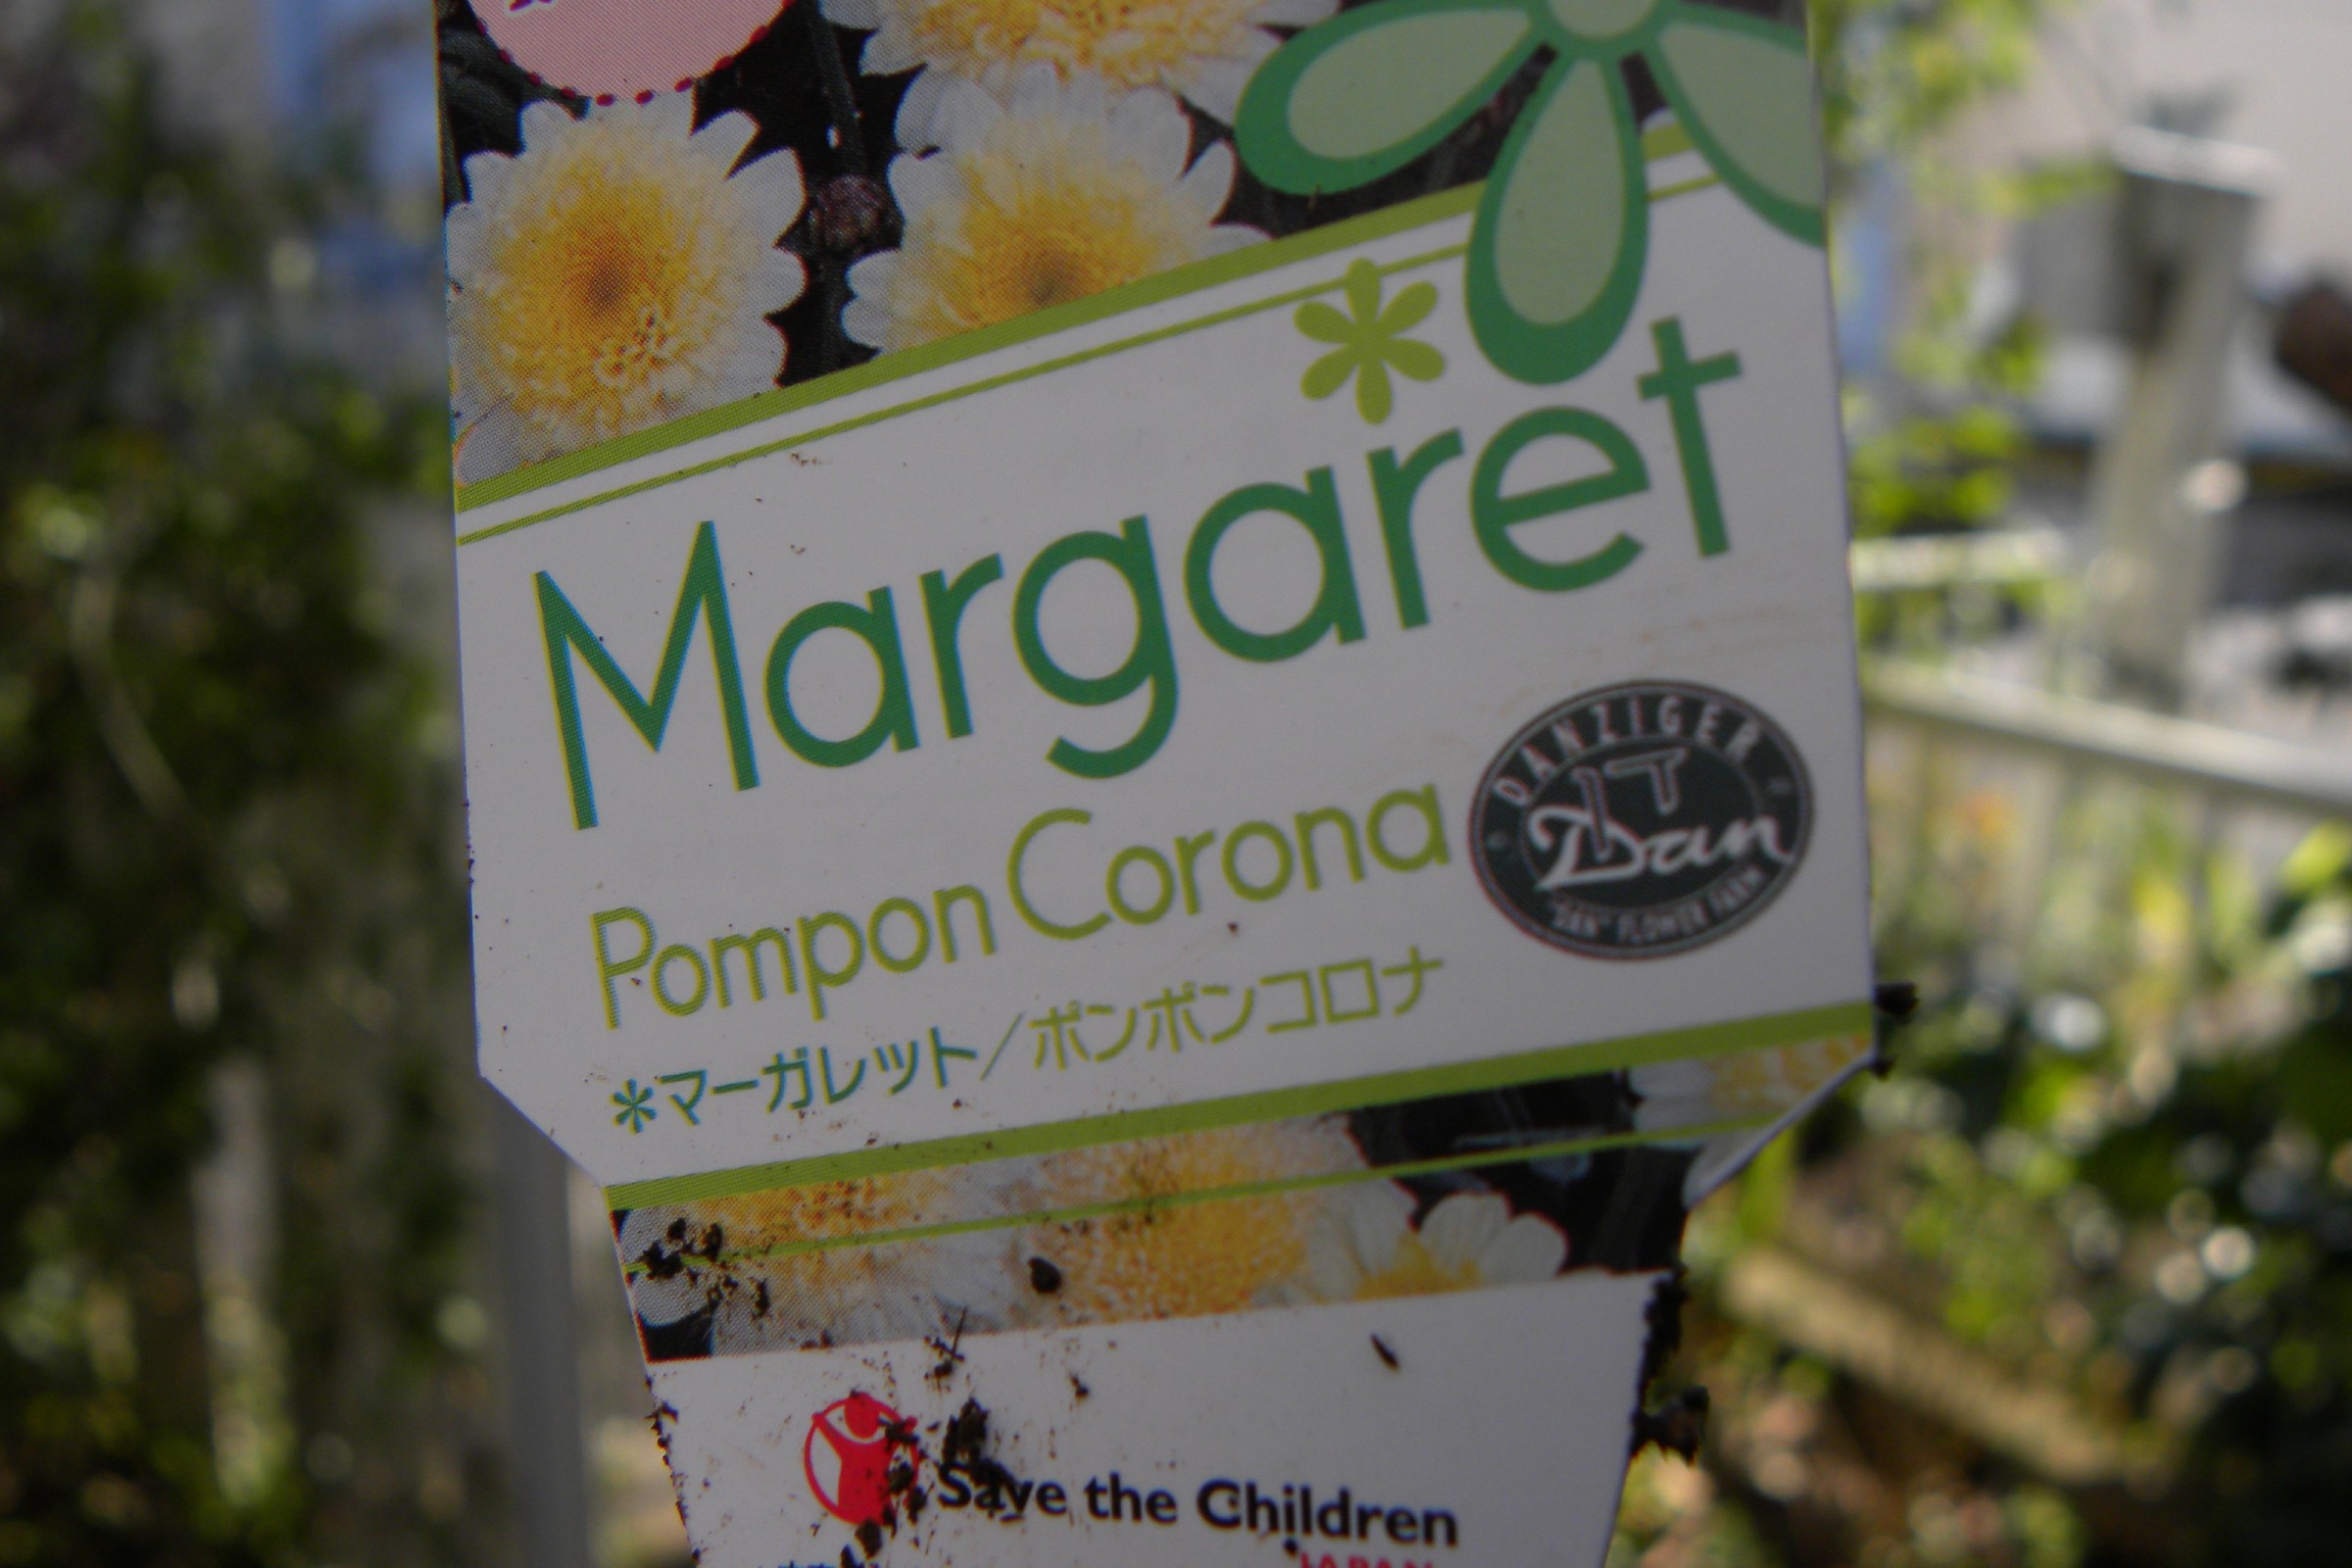 Margaret
Pompon Corona
*マーガレット/ポンポンコロナ
DANZIGER
Dan
"DAN" FLOWER FARM
Save the Children
JAPAN